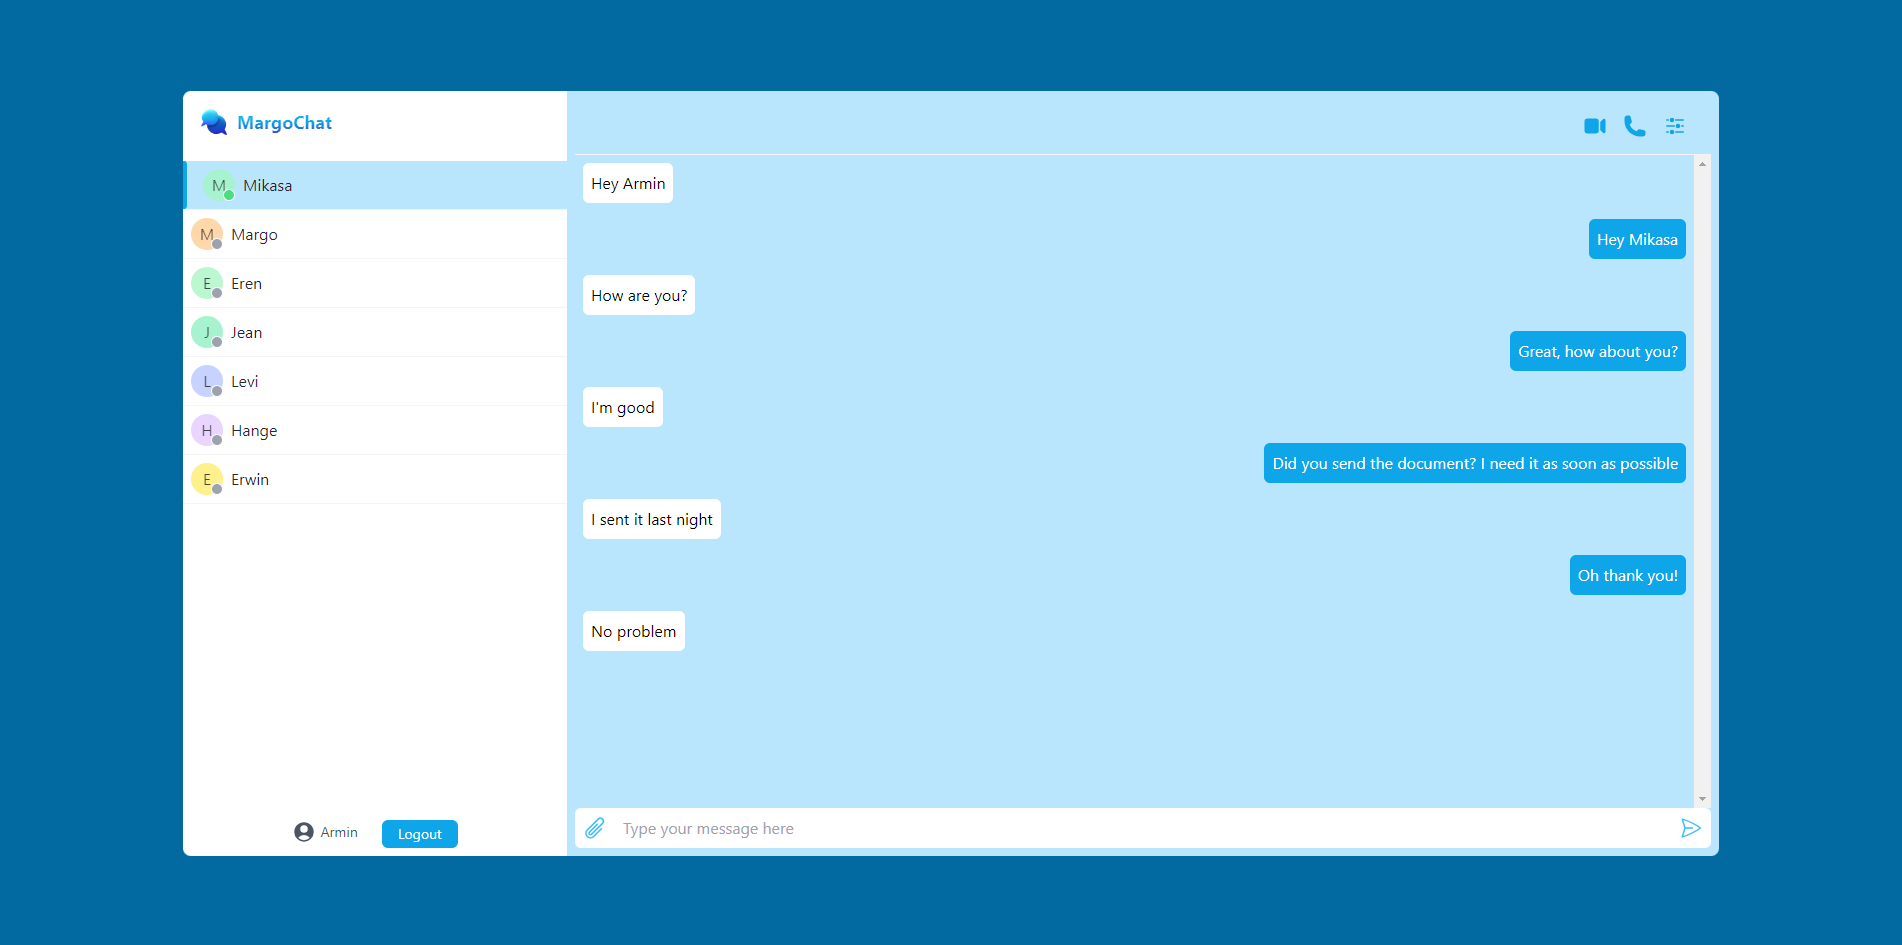 MargoChat
M Mikasa
M Margo
E Eren
J Jean
L Levi
H Hange
E Erwin
Armin Logout
Hey Armin
Hey Mikasa
How are you?
Great, how about you?
I'm good
Did you send the document? I need it as soon as possible
I sent it last night
Oh thank you!
No problem
Type your message here